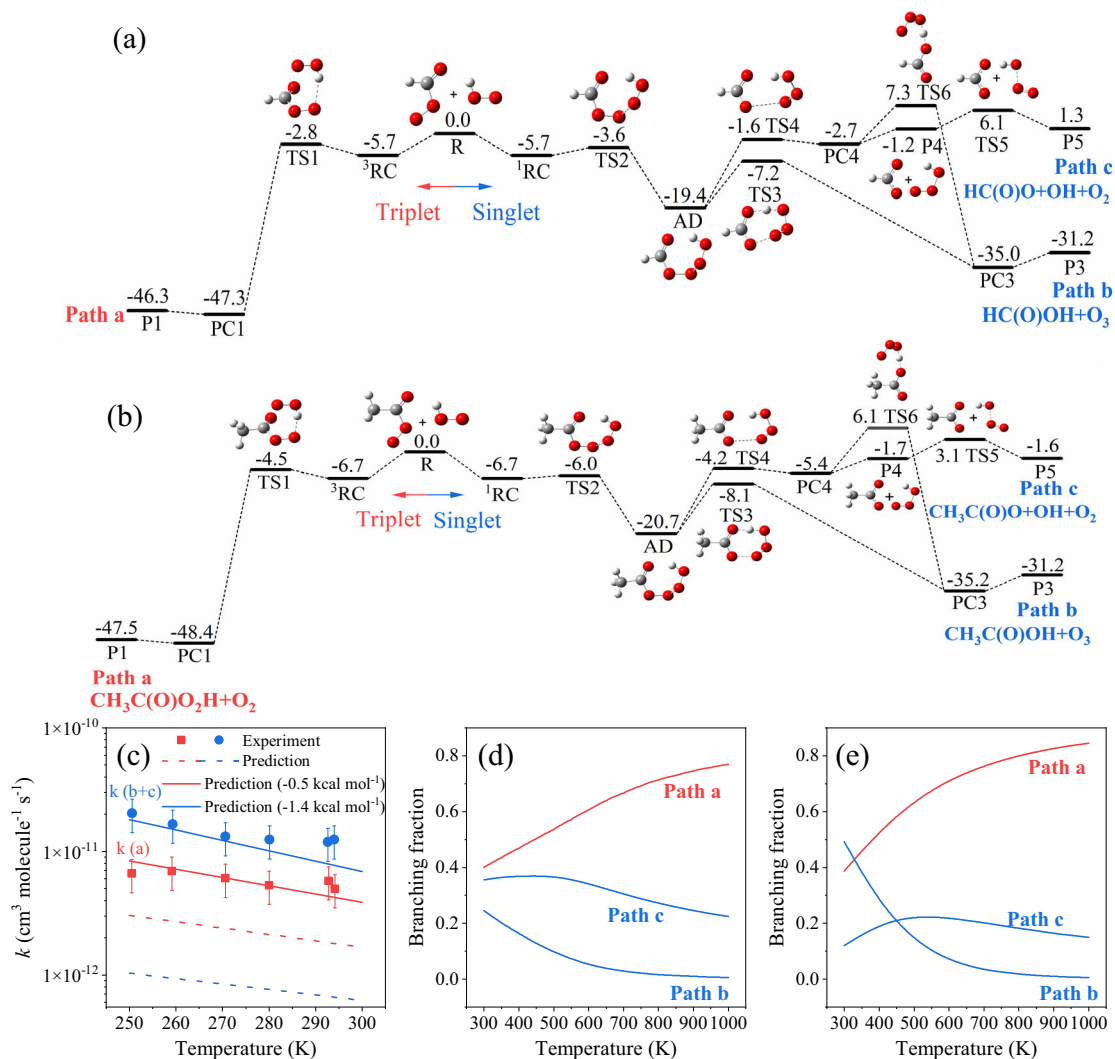 (a)
7.3 TS6
-2.8
TS1
-5.7
³RC
+
0.0
R
-5.7
¹RC
-3.6
TS2
-1.6 TS4
-2.7
PC4
+
6.1
TS5
1.3
P5
-1.2
P4
+
Path c
HC(O)O+OH+O₂
-7.2
TS3
-19.4
AD
Triplet
Singlet
-35.0
PC3
-31.2
P3
Path b
HC(O)OH+O₃
Path a
-46.3
P1
-47.3
PC1
(b)
6.1 TS6
-4.5
TS1
-6.7
³RC
+
0.0
R
-6.7
¹RC
-6.0
TS2
-4.2
TS4
-5.4
PC4
-1.7
P4
+
+
3.1 TS5
-1.6
P5
Path c
CH₃C(O)O+OH+O₂
-8.1
TS3
-20.7
AD
Triplet
Singlet
-35.2
PC3
-31.2
P3
Path b
CH₃C(O)OH+O₃
-47.5
P1
-48.4
PC1
Path a
CH₃C(O)O₂H+O₂
(c)
Experiment
Prediction
Prediction (-0.5 kcal mol⁻¹)
Prediction (-1.4 kcal mol⁻¹)
k (b+c)
k (a)
1×10⁻¹⁰
1×10⁻¹¹
1×10⁻¹²
k (cm³ molecule⁻¹ s⁻¹)
250 260 270 280 290 300
Temperature (K)
(d)
Path a
Path c
Path b
0.8
0.6
0.4
0.2
0.0
Branching fraction
300 400 500 600 700 800 900 1000
Temperature (K)
(e)
Path a
Path c
Path b
0.8
0.6
0.4
0.2
0.0
Branching fraction
300 400 500 600 700 800 900 1000
Temperature (K)